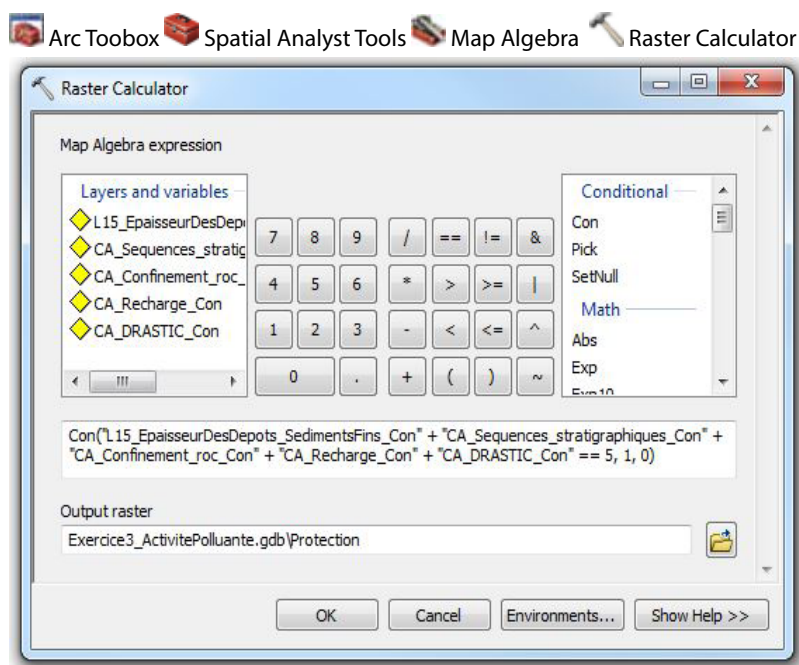 Arc Toobox Spatial Analyst Tools Map Algebra Raster Calculator
Raster Calculator
Map Algebra expression
Layers and variables
L15_EpaisseurDesDep
CA_Sequences_stratig
CA_Confinement_roc_
CA_Recharge_Con
CA_DRASTIC_Con
7 8 9 / == != &
4 5 6 * > >= |
1 2 3 - < <= ^
0 . + ( ) ~
Conditional
Con
Pick
SetNull
Math
Abs
Exp
Exp10
Con("L15_EpaisseurDesDepots_SedimentsFins_Con" + "CA_Sequences_stratigraphiques_Con" +
"CA_Confinement_roc_Con" + "CA_Recharge_Con" + "CA_DRASTIC_Con" == 5, 1, 0)
Output raster
Exercice3_ActivitePolluante.gdb\Protection
OK Cancel Environments... Show Help >>